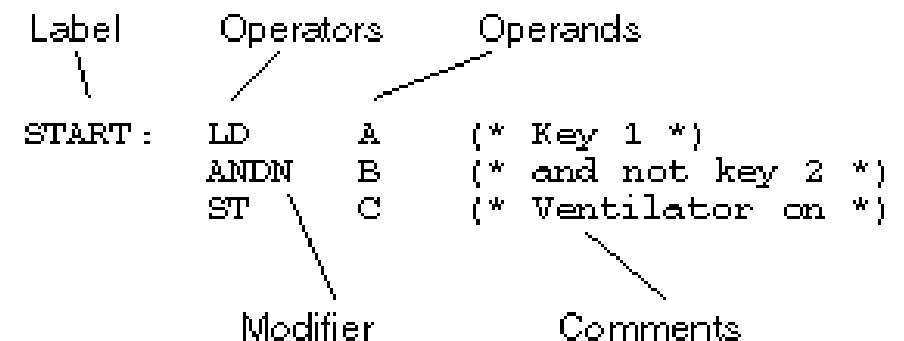 Label Operators Operands
START: LD A (* Key 1 *)
ANDN B (* and not key 2 *)
ST C (* Ventilator on *)
Modifier Comments